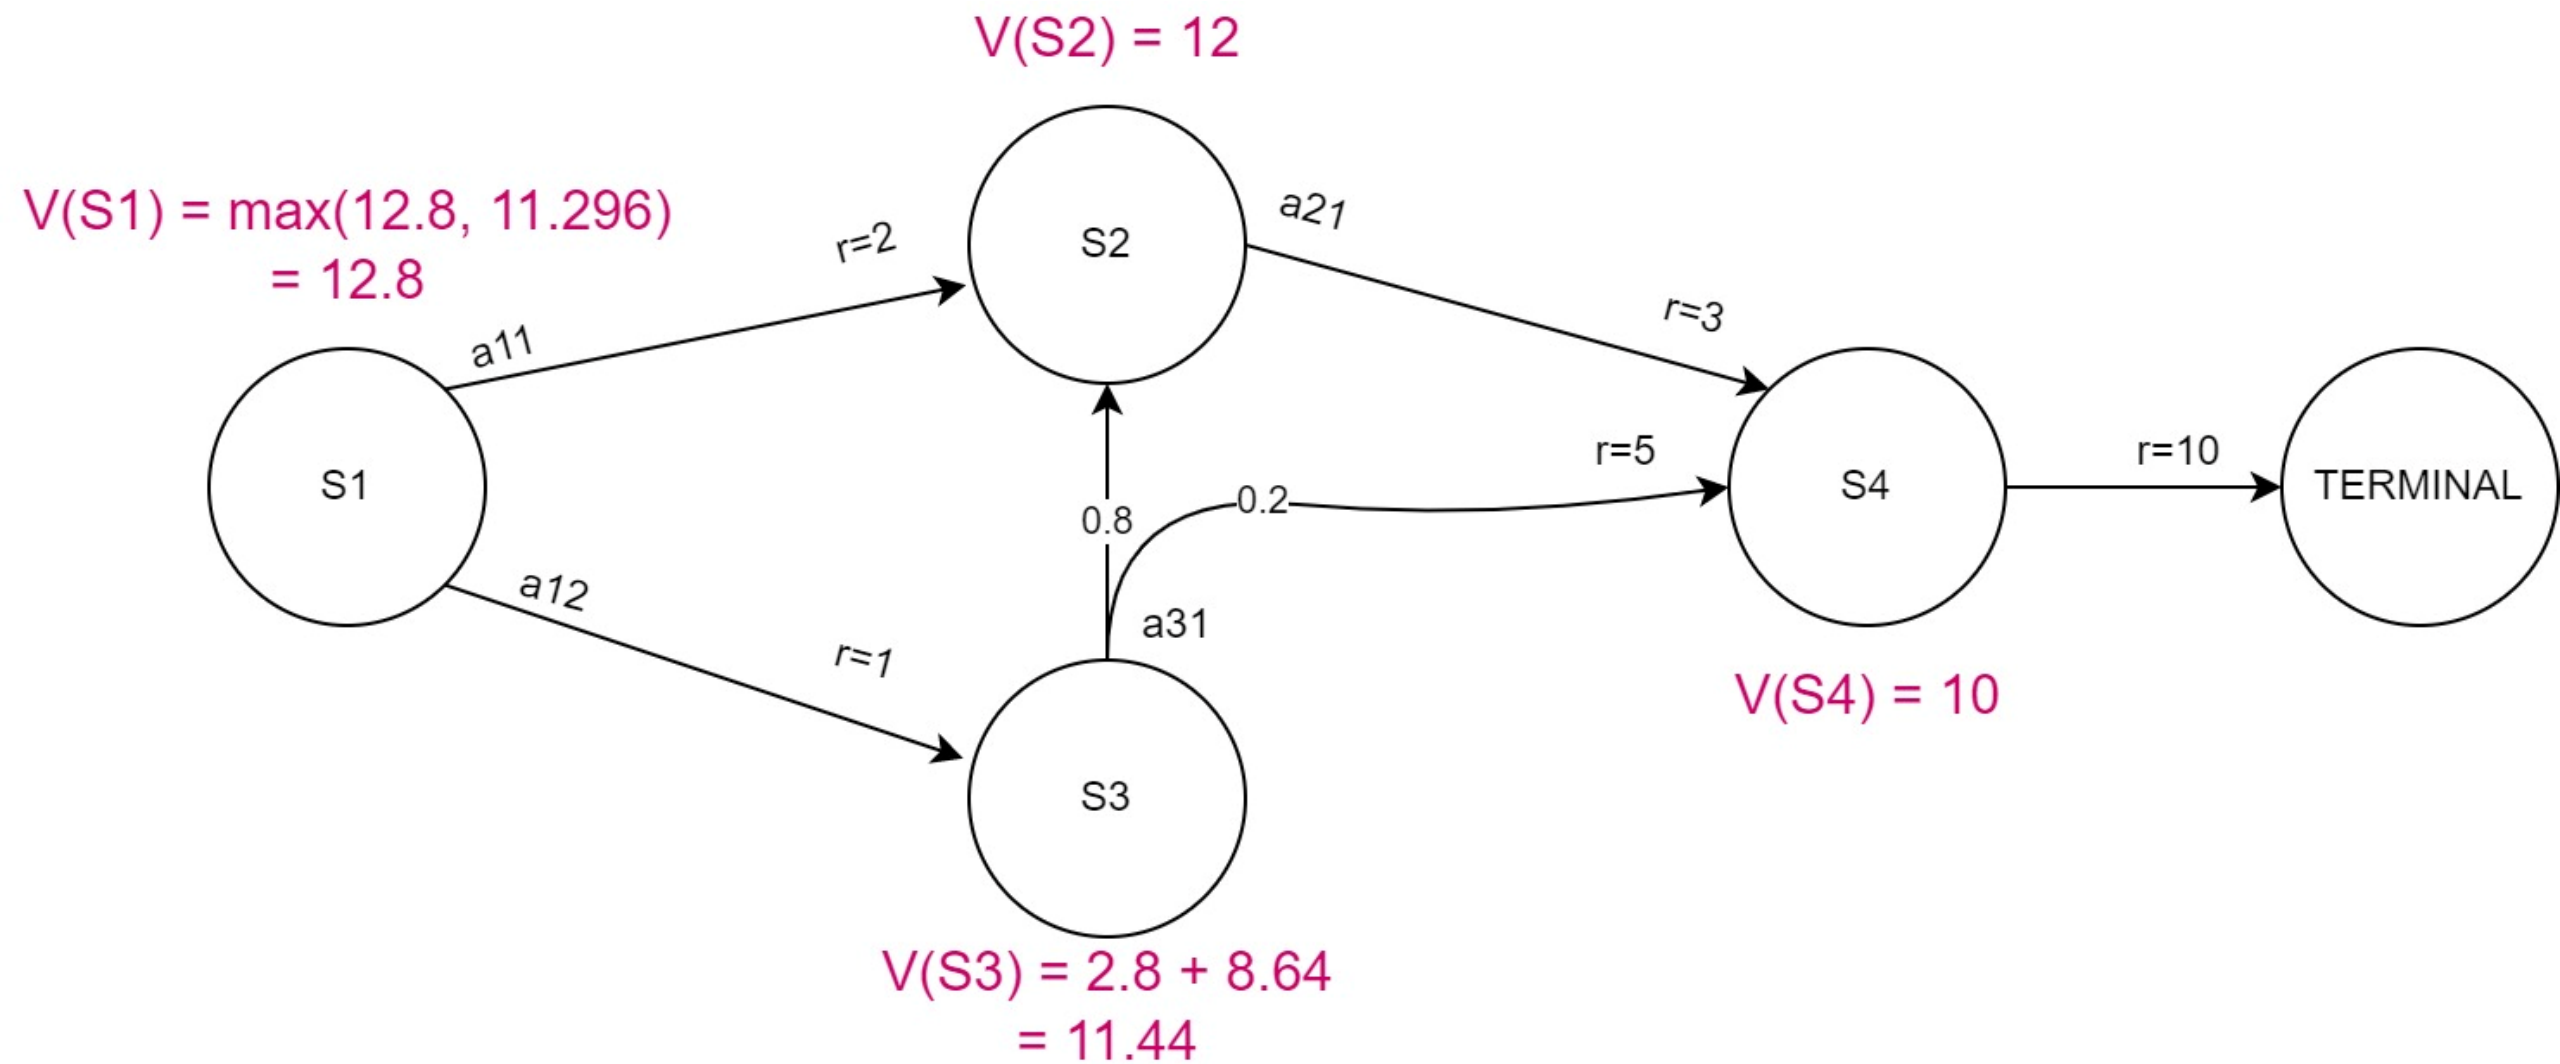 V(S2) = 12
V(S1) = max(12.8, 11.296)
= 12.8
r=2
S2
a21
a11
r=3
S1
r=5
S4
r=10
TERMINAL
0.2
0.8
a12
a31
r=1
V(S4) = 10
S3
V(S3) = 2.8 + 8.64
= 11.44